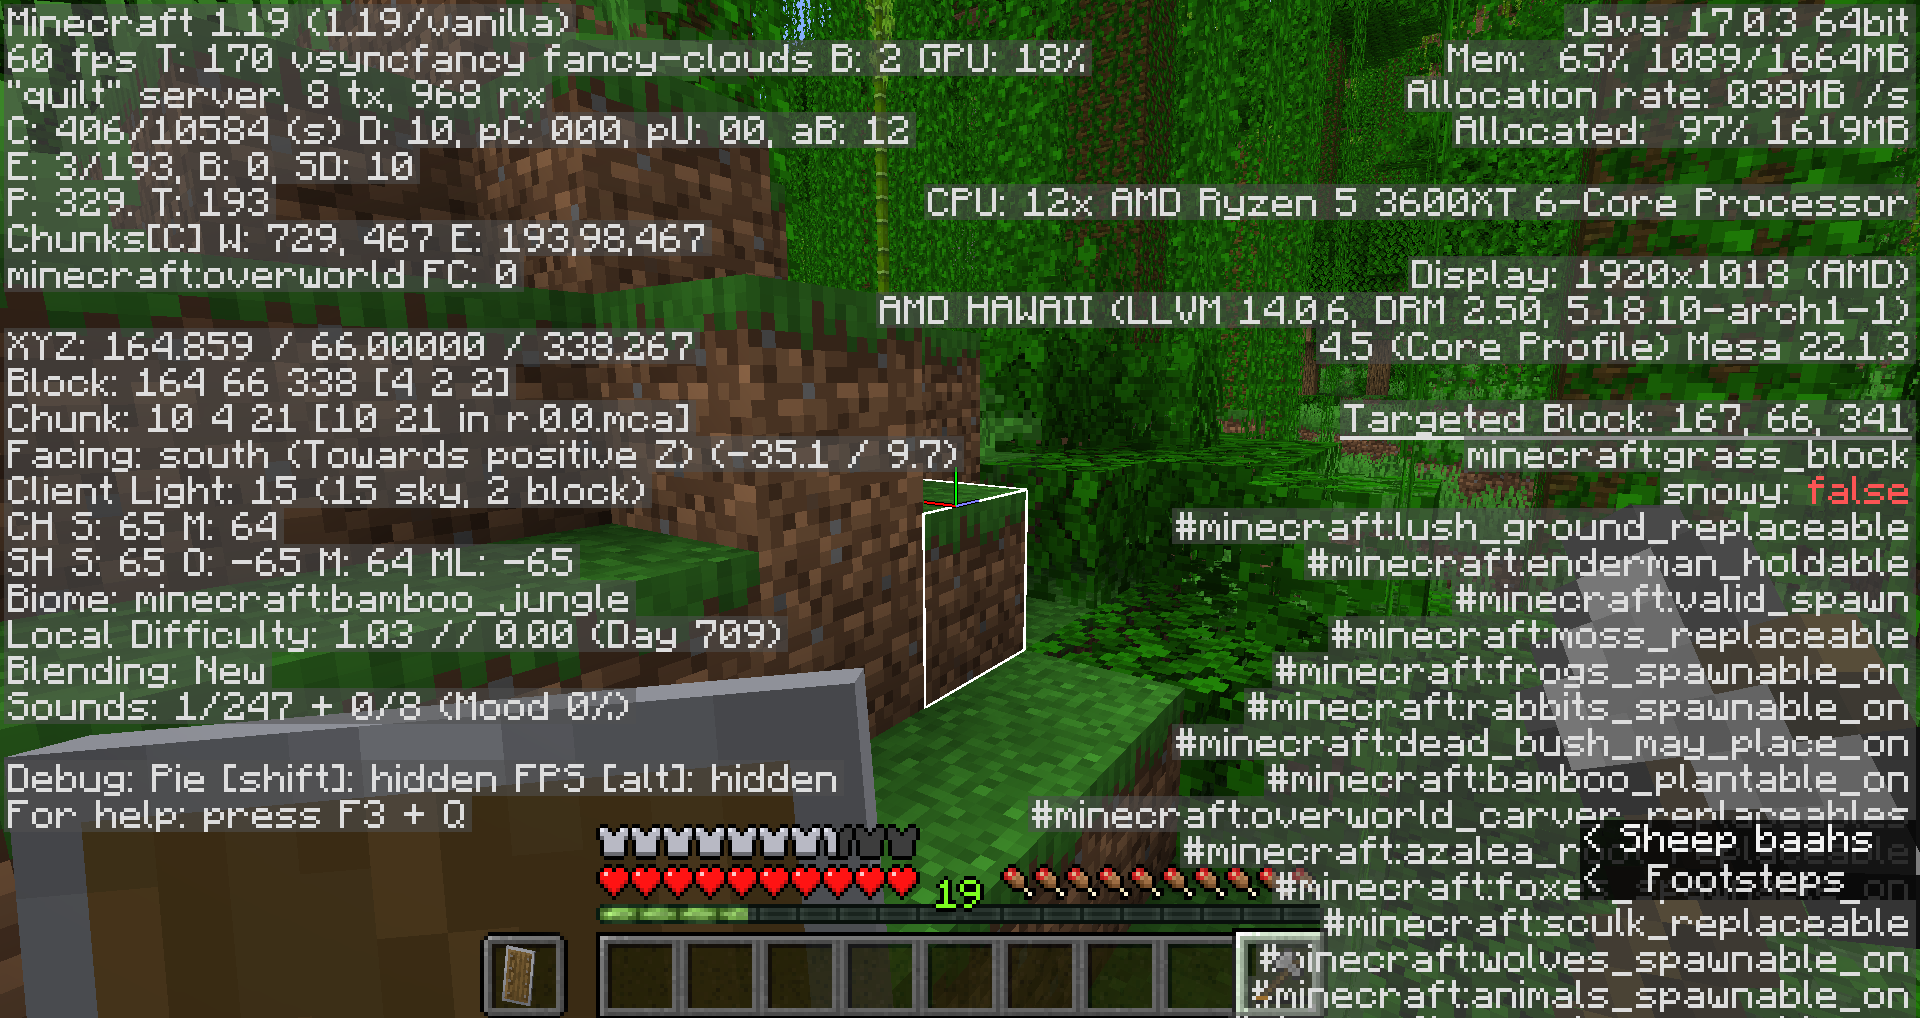 Minecraft 1.19 (1.19/vanilla)
60 fps T: 170 vsyncfancy fancy-clouds B: 2 GPU: 18%
"quilt" server, 8 tx, 968 rx
C: 406/10584 (s) D: 10, pC: 000, pU: 00, aB: 12
E: 3/193, B: 0, SD: 10
P: 329. T: 193
Chunks[C] W: 729, 467 E: 193,98,467
minecraft:overworld FC: 0
XYZ: 164.859 / 66.00000 / 338.267
Block: 164 66 338 [4 2 2]
Chunk: 10 4 21 [10 21 in r.0.0.mca]
Facing: south (Towards positive Z) (-35.1 / 9.7)
Client Light: 15 (15 sky, 2 block)
CH S: 65 M: 64
SH S: 65 O: -65 M: 64 ML: -65
Biome: minecraft:bamboo_jungle
Local Difficulty: 1.03 // 0.00 (Day 709)
Blending: New
Sounds: 1/247 + 0/8 (Mood 0%)
Debug: Pie [shift]: hidden FPS [alt]: hidden
For help: press F3 + Q
Java: 17.0.3 64bit
Mem: 65% 1089/1664MB
Allocation rate: 038MB /s
Allocated: 97% 1619MB
CPU: 12x AMD Ryzen 5 3600XT 6-Core Processor
Display: 1920x1018 (AMD)
AMD HAWAII (LLVM 14.0.6, DRM 2.50, 5.18.10-arch1-1)
4.5 (Core Profile) Mesa 22.1.3
Targeted Block: 167, 66, 341
minecraft:grass_block
snowy: false
#minecraft:lush_ground_replaceable
#minecraft:enderman_holdable
#minecraft:valid_spawn
#minecraft:moss_replaceable
#minecraft:frogs_spawnable_on
#minecraft:rabbits_spawnable_on
#minecraft:dead_bush_may_place_on
#minecraft:bamboo_plantable_on
#minecraft:overworld_carver_replaceables
#minecraft:azalea_r
< Sheep baahs
#minecraft:foxes
_on
< Footsteps
#minecraft:sculk_replaceable
#minecraft:wolves_spawnable_on
#minecraft:animals_spawnable_on
19